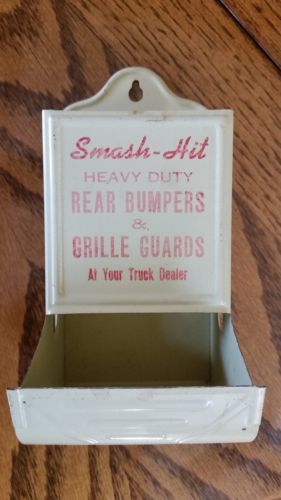 Smash-Hit
HEAVY DUTY
REAR BUMPERS
&
GRILLE GUARDS
At Your Truck Dealer